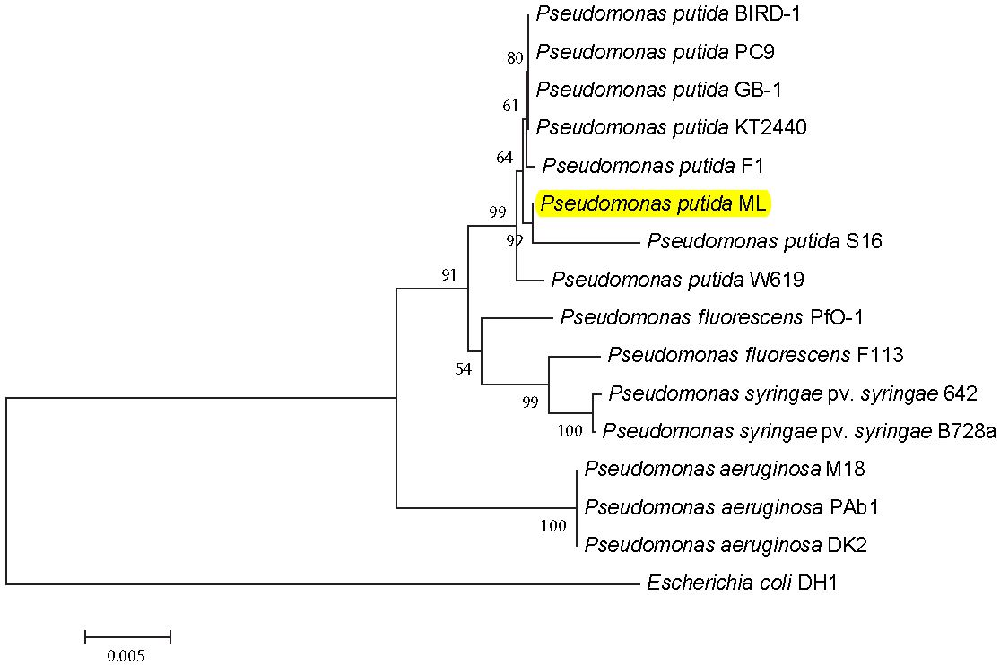 Pseudomonas putida BIRD-1
Pseudomonas putida PC9
80
Pseudomonas putida GB-1
61
Pseudomonas putida KT2440
64
Pseudomonas putida F1
Pseudomonas putida ML
99
92
Pseudomonas putida S16
91
Pseudomonas putida W619
Pseudomonas fluorescens PfO-1
Pseudomonas fluorescens F113
54
Pseudomonas syringae pv. syringae 642
99
100
Pseudomonas syringae pv. syringae B728a
Pseudomonas aeruginosa M18
Pseudomonas aeruginosa PAb1
100
Pseudomonas aeruginosa DK2
Escherichia coli DH1
0.005